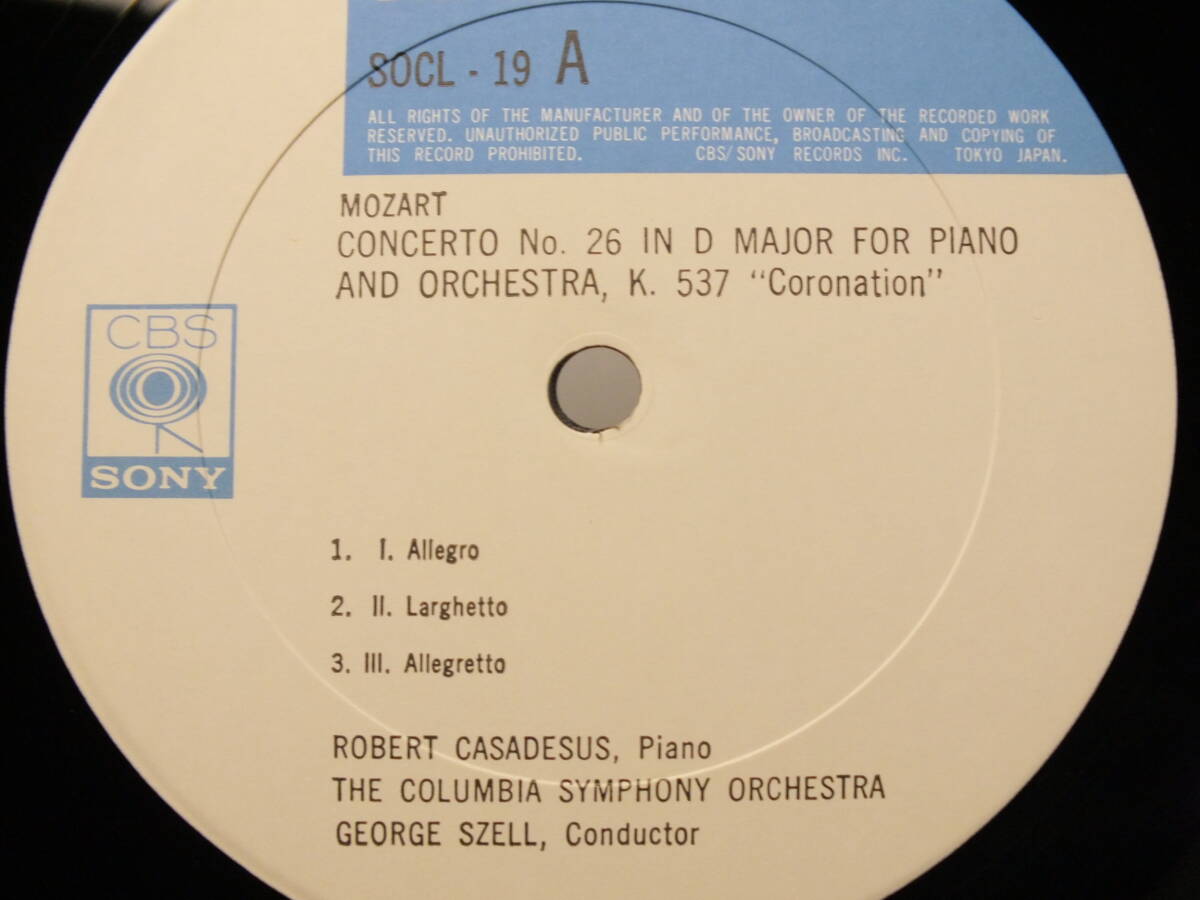 SOCL - 19 A
ALL RIGHTS OF THE MANUFACTURER AND OF THE OWNER OF THE RECORDED WORK
RESERVED. UNAUTHORIZED PUBLIC PERFORMANCE, BROADCASTING AND COPYING OF
THIS RECORD PROHIBITED. CBS/SONY RECORDS INC. TOKYO JAPAN.
MOZART
CONCERTO No. 26 IN D MAJOR FOR PIANO
AND ORCHESTRA, K. 537 "Coronation"
CBS
SONY
1. I. Allegro
2. II. Larghetto
3. III. Allegretto
ROBERT CASADESUS, Piano
THE COLUMBIA SYMPHONY ORCHESTRA
GEORGE SZELL, Conductor